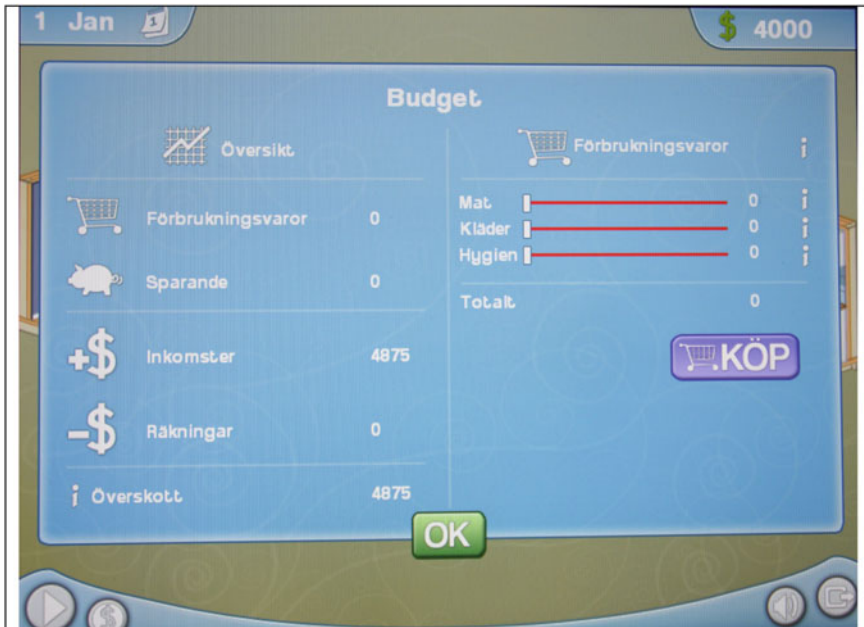 1 Jan 1
$ 4000
Budget
Översikt
Förbrukningsvaror 0
Sparande 0
+$ Inkomster 4875
-$ Räkningar 0
i Överskott 4875
Förbrukningsvaror i
Mat 0 i
Kläder 0 i
Hygien 0 i
Totalt 0
KÖP
OK
$